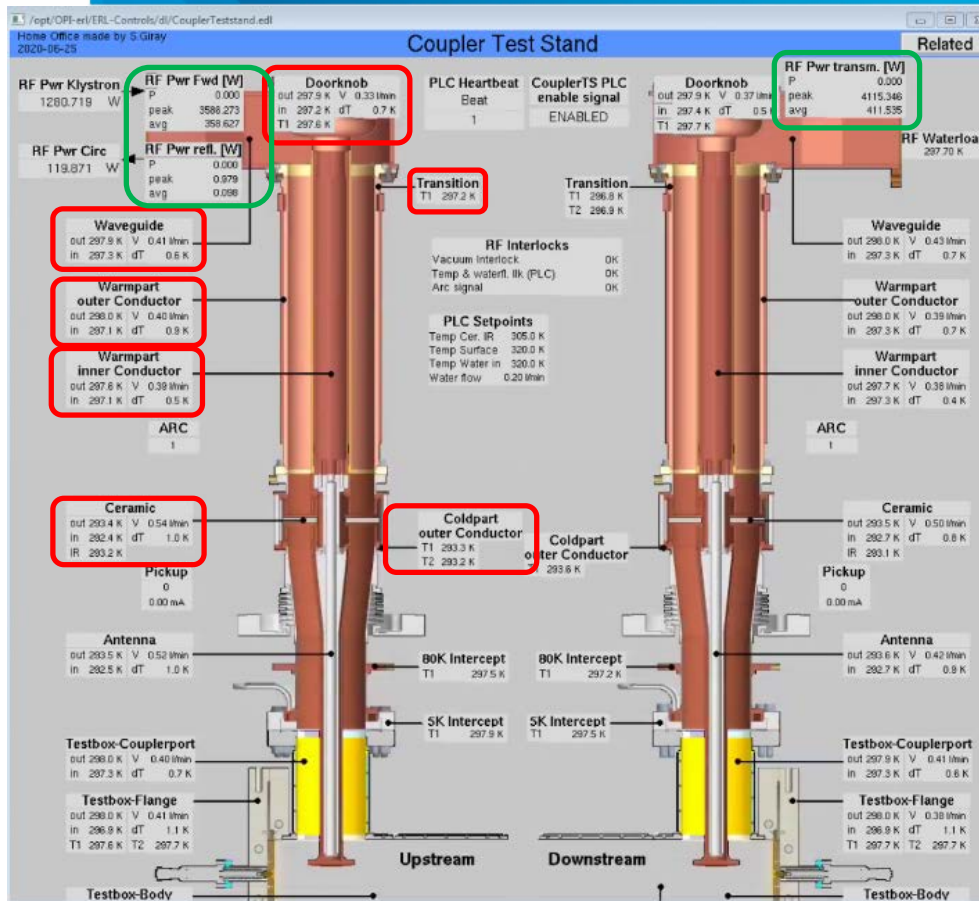 /opt/OPI-erl/ERL-Controls/dl/CouplerTeststand.edl
Home Office made by S.Giray
2020-06-25
Coupler Test Stand
Related
RF Pwr Klystron
1280.719 W
RF Pwr Circ
119.871 W
RF Pwr Fwd [W]
P 0.000
peak 3586.273
avg 358.627
RF Pwr refl. [W]
P 0.000
peak 0.979
avg 0.098
Doorknob
out 297.9 K V 0.33 l/min
in 297.2 K dT 0.7 K
T1 297.6 K
PLC Heartbeat
Beat
1
CouplerTS PLC
enable signal
ENABLED
Doorknob
out 297.9 K V 0.37 l/min
in 297.4 K dT 0.5
T1 297.7 K
RF Pwr transm. [W]
P 0.000
peak 4115.346
avg 411.535
RF Waterloa
297.70 K
Transition
T1 297.2 K
Transition
T1 296.8 K
T2 296.9 K
Waveguide
out 297.9 K V 0.41 l/min
in 297.3 K dT 0.6 K
Warmpart
outer Conductor
out 298.0 K V 0.40 l/min
in 297.1 K dT 0.9 K
Warmpart
inner Conductor
out 297.6 K V 0.39 l/min
in 297.1 K dT 0.5 K
ARC
1
RF Interlocks
Vacuum Interlock OK
Temp & waterfl. Ilk (PLC) OK
Arc signal OK
PLC Setpoints
Temp Cer. IR 305.0 K
Temp Surface 320.0 K
Temp Water in 320.0 K
Water flow 0.20 l/min
Waveguide
out 298.0 K V 0.43 l/min
in 297.3 K dT 0.7 K
Warmpart
outer Conductor
out 298.0 K V 0.39 l/min
in 297.3 K dT 0.7 K
Warmpart
inner Conductor
out 297.7 K V 0.38 l/min
in 297.3 K dT 0.4 K
ARC
1
Ceramic
out 293.4 K V 0.54 l/min
in 292.4 K dT 1.0 K
IR 293.2 K
Coldpart
outer Conductor
T1 293.3 K
T2 293.2 K
Coldpart
outer Conductor
T1 293.6 K
Ceramic
out 293.5 K V 0.50 l/min
in 292.7 K dT 0.8 K
IR 293.1 K
Pickup
0
0.00 mA
Pickup
0
0.00 mA
Antenna
out 293.5 K V 0.52 l/min
in 292.5 K dT 1.0 K
80K Intercept
T1 297.5 K
80K Intercept
T1 297.2 K
Antenna
out 293.6 K V 0.42 l/min
in 292.7 K dT 0.9 K
5K Intercept
T1 297.9 K
5K Intercept
T1 297.5 K
Testbox-Couplerport
out 298.0 K V 0.40 l/min
in 297.3 K dT 0.7 K
Testbox-Couplerport
out 297.9 K V 0.41 l/min
in 297.3 K dT 0.6 K
Testbox-Flange
out 298.0 K V 0.41 l/min
in 296.9 K dT 1.1 K
T1 297.6 K T2 297.7 K
Testbox-Flange
out 298.0 K V 0.38 l/min
in 296.9 K dT 1.1 K
T1 297.7 K T2 297.7 K
Upstream
Downstream
Testbox-Body
Testbox-Body